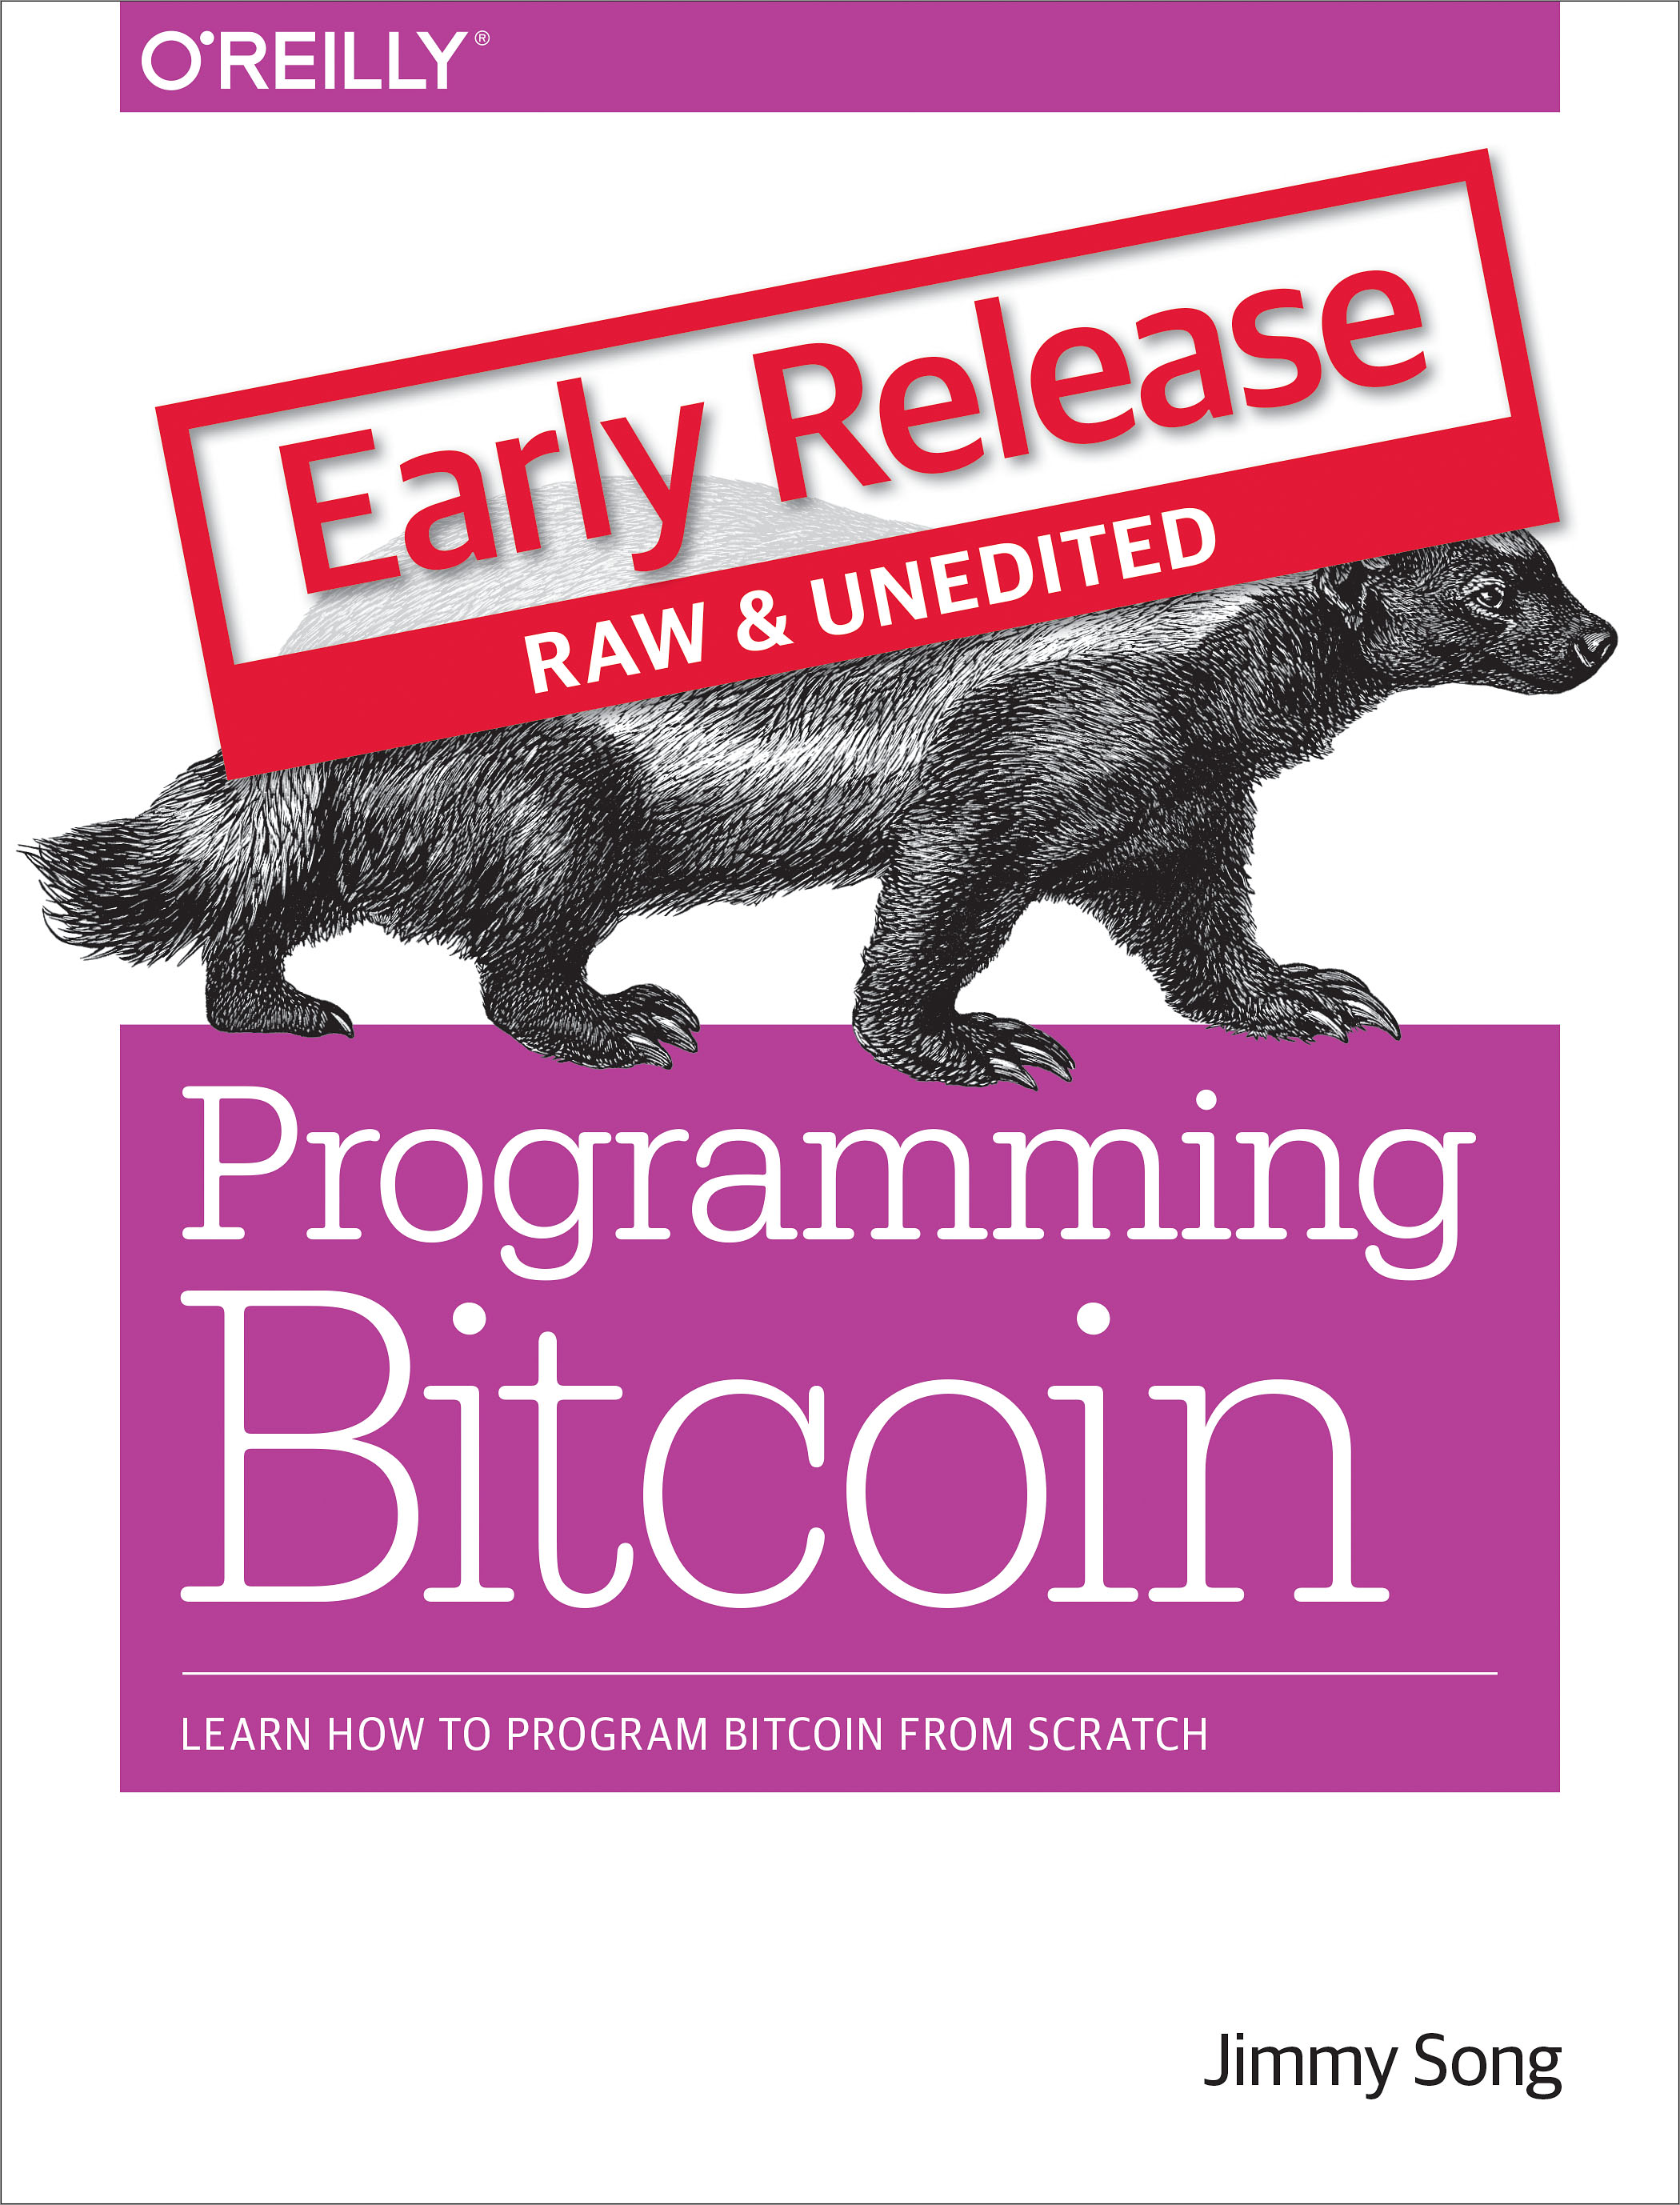 O'REILLY®
Early Release
RAW & UNEDITED
Programming
Bitcoin
LEARN HOW TO PROGRAM BITCOIN FROM SCRATCH
Jimmy Song